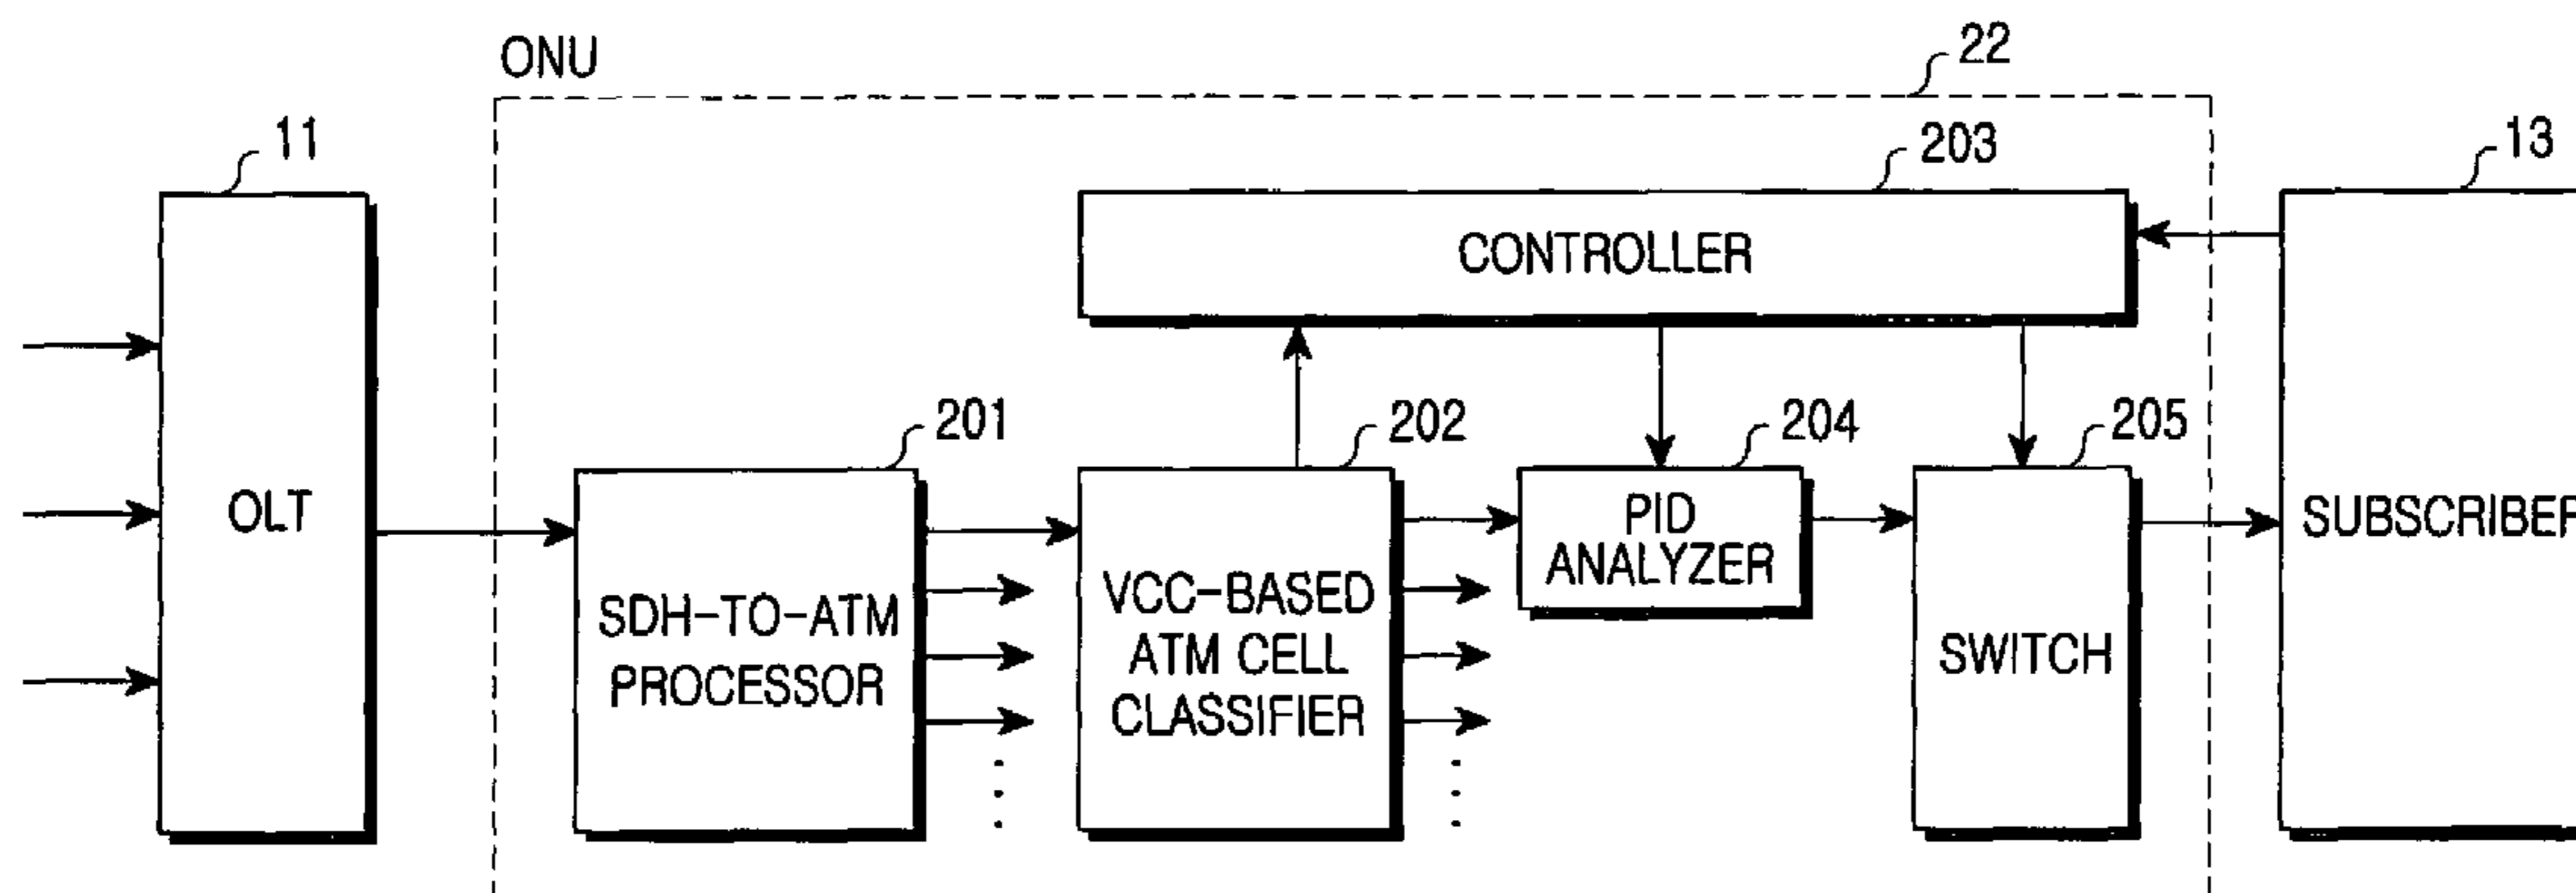 ONU
22
11
203
13
CONTROLLER
201
202
204
205
OLT
PID
ANALYZER
SUBSCRIBER
SDH-TO-ATM
PROCESSOR
VCC-BASED
ATM CELL
CLASSIFIER
SWITCH